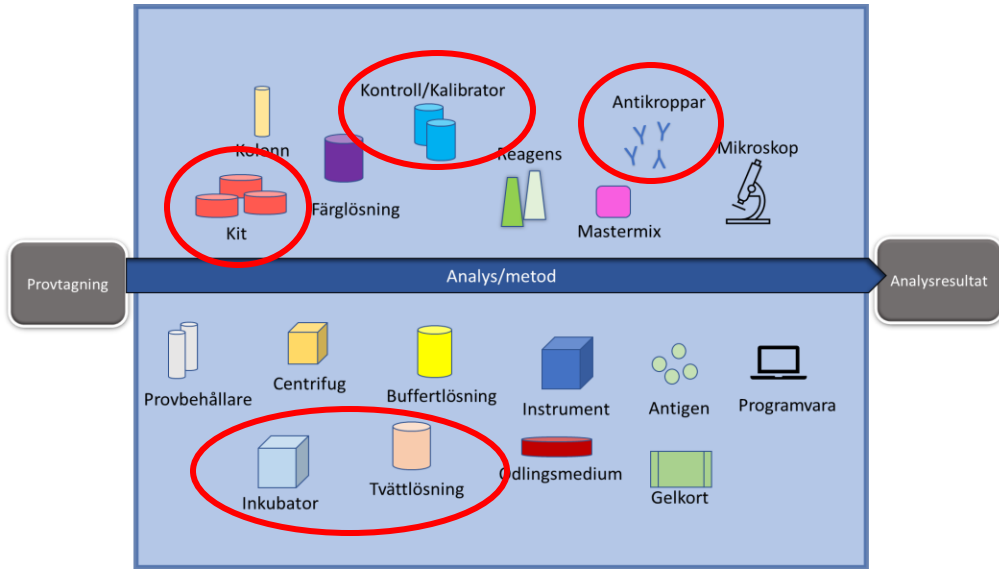 Kontroll/Kalibrator
Antikroppar
Kolonn
Reagens
Mikroskop
Färglösning
Kit
Mastermix
Provtagning
Analys/metod
Analysresultat
Provbehållare
Centrifug
Buffertlösning
Instrument
Antigen
Programvara
Inkubator
Tvättlösning
Odlingsmedium
Gelkort